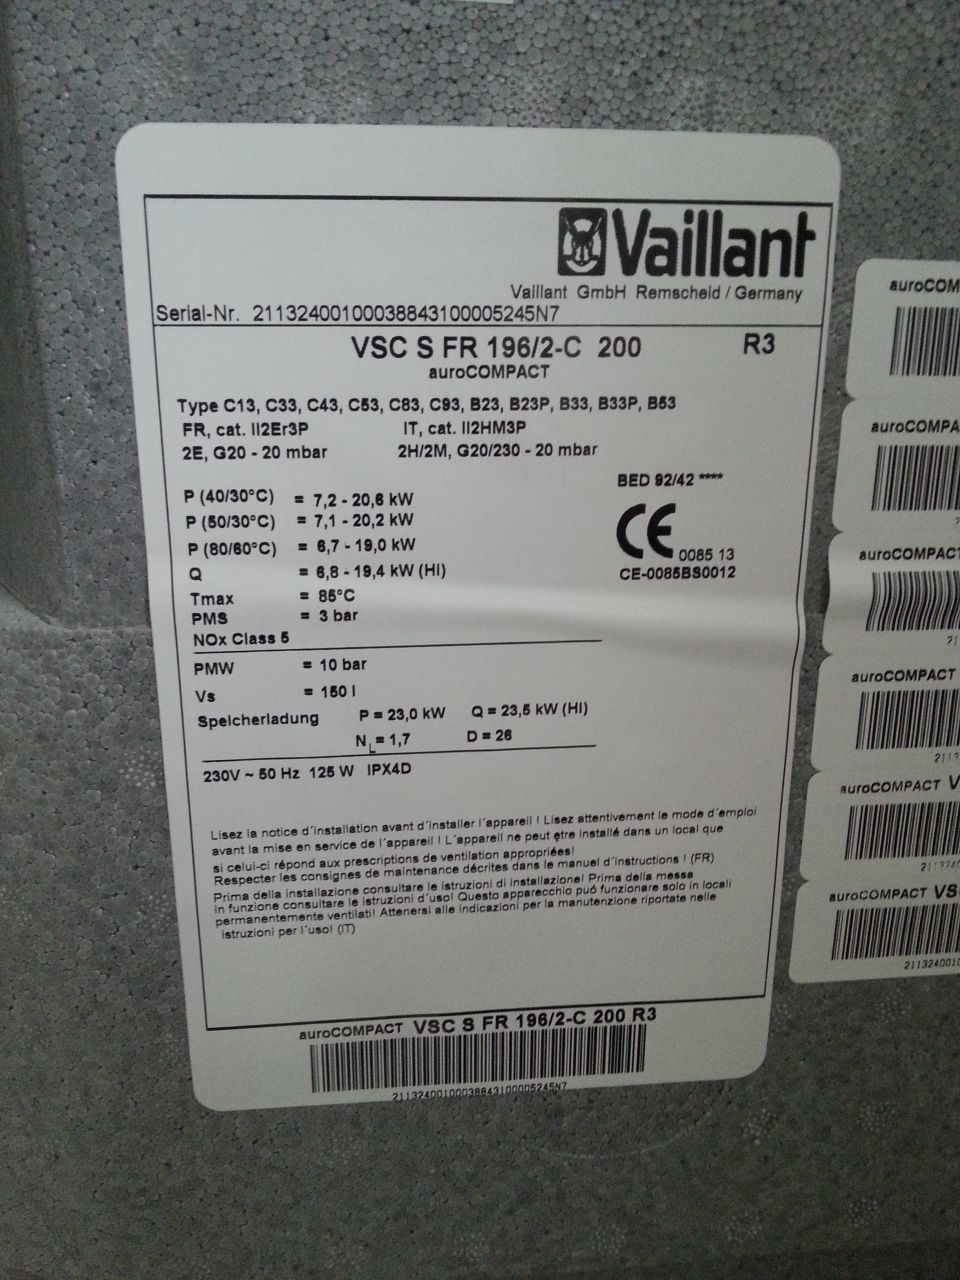 Vaillant
Vaillant GmbH Remscheid / Germany
Serial-Nr. 21132400100038843100005245N7
VSC S FR 196/2-C 200 R3
auroCOMPACT
Type C13, C33, C43, C53, C83, C93, B23, B23P, B33, B33P, B53
FR, cat. II2Er3P IT, cat. II2HM3P
2E, G20 - 20 mbar 2H/2M, G20/230 - 20 mbar
BED 92/42 ****
P (40/30°C) = 7,2 - 20,6 kW
P (50/30°C) = 7,1 - 20,2 kW
P (80/60°C) = 6,7 - 19,0 kW
CE 0085 13
Q = 6,8 - 19,4 kW (HI)
CE-0085BS0012
Tmax = 85°C
PMS = 3 bar
NOx Class 5
PMW = 10 bar
Vs = 150 l
Speicherladung P = 23,0 kW Q = 23,5 kW (HI)
NL = 1,7 D = 26
230V ~ 50 Hz 125 W IPX4D
Lisez la notice d´installation avant d´installer l´appareil ! Lisez attentivement le mode d´emploi
avant la mise en service de l´appareil ! L´appareil ne peut être installé dans un local que
si celui-ci répond aux prescriptions de ventilation appropriées!
Respecter les consignes de maintenance décrites dans le manuel d´instructions ! (FR)
Prima della installazione consultare le istruzioni di installazione! Prima della messa
in funzione consultare le istruzioni d´uso! Questo apparecchio puó funzionare solo in locali
permanentemente ventilati! Attenersi alle indicazioni per la manutenzione riportate nelle
istruzioni per l´uso! (IT)
auroCOMPACT VSC S FR 196/2-C 200 R3
21132400100038843100005245N7
auroCOM
auroCOMPA
auroCOMPACT
21
auroCOMPACT
2113
auroCOMPACT V
211324
auroCOMPACT VS
211324001